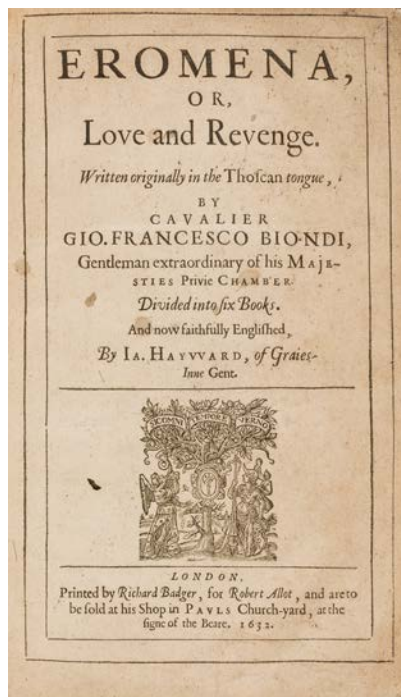 EROMENA,
OR,
Love and Revenge.
Written originally in the Thoſcan tongue,
BY
CAVALIER
GIO. FRANCESCO BIONDI,
Gentleman extraordinary of his MAJE-
STIES Privie CHAMBER.
Divided into ſix Books.
And now faithfully Engliſhed,
By IA. HAYVVARD, of Graies-
Inne Gent.
LONDON,
Printed by Richard Badger, for Robert Allot, and are to
be ſold at his Shop in PAVLS Church-yard, at the
ſigne of the Beare. 1632.